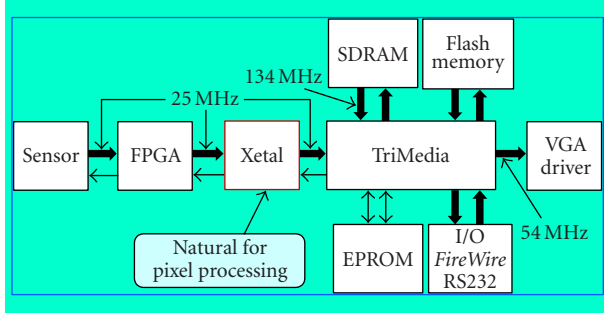 SDRAM
Flash
memory
134 MHz
25 MHz
Sensor
FPGA
Xetal
TriMedia
VGA
driver
54 MHz
Natural for
pixel processing
EPROM
I/O
FireWire
RS232